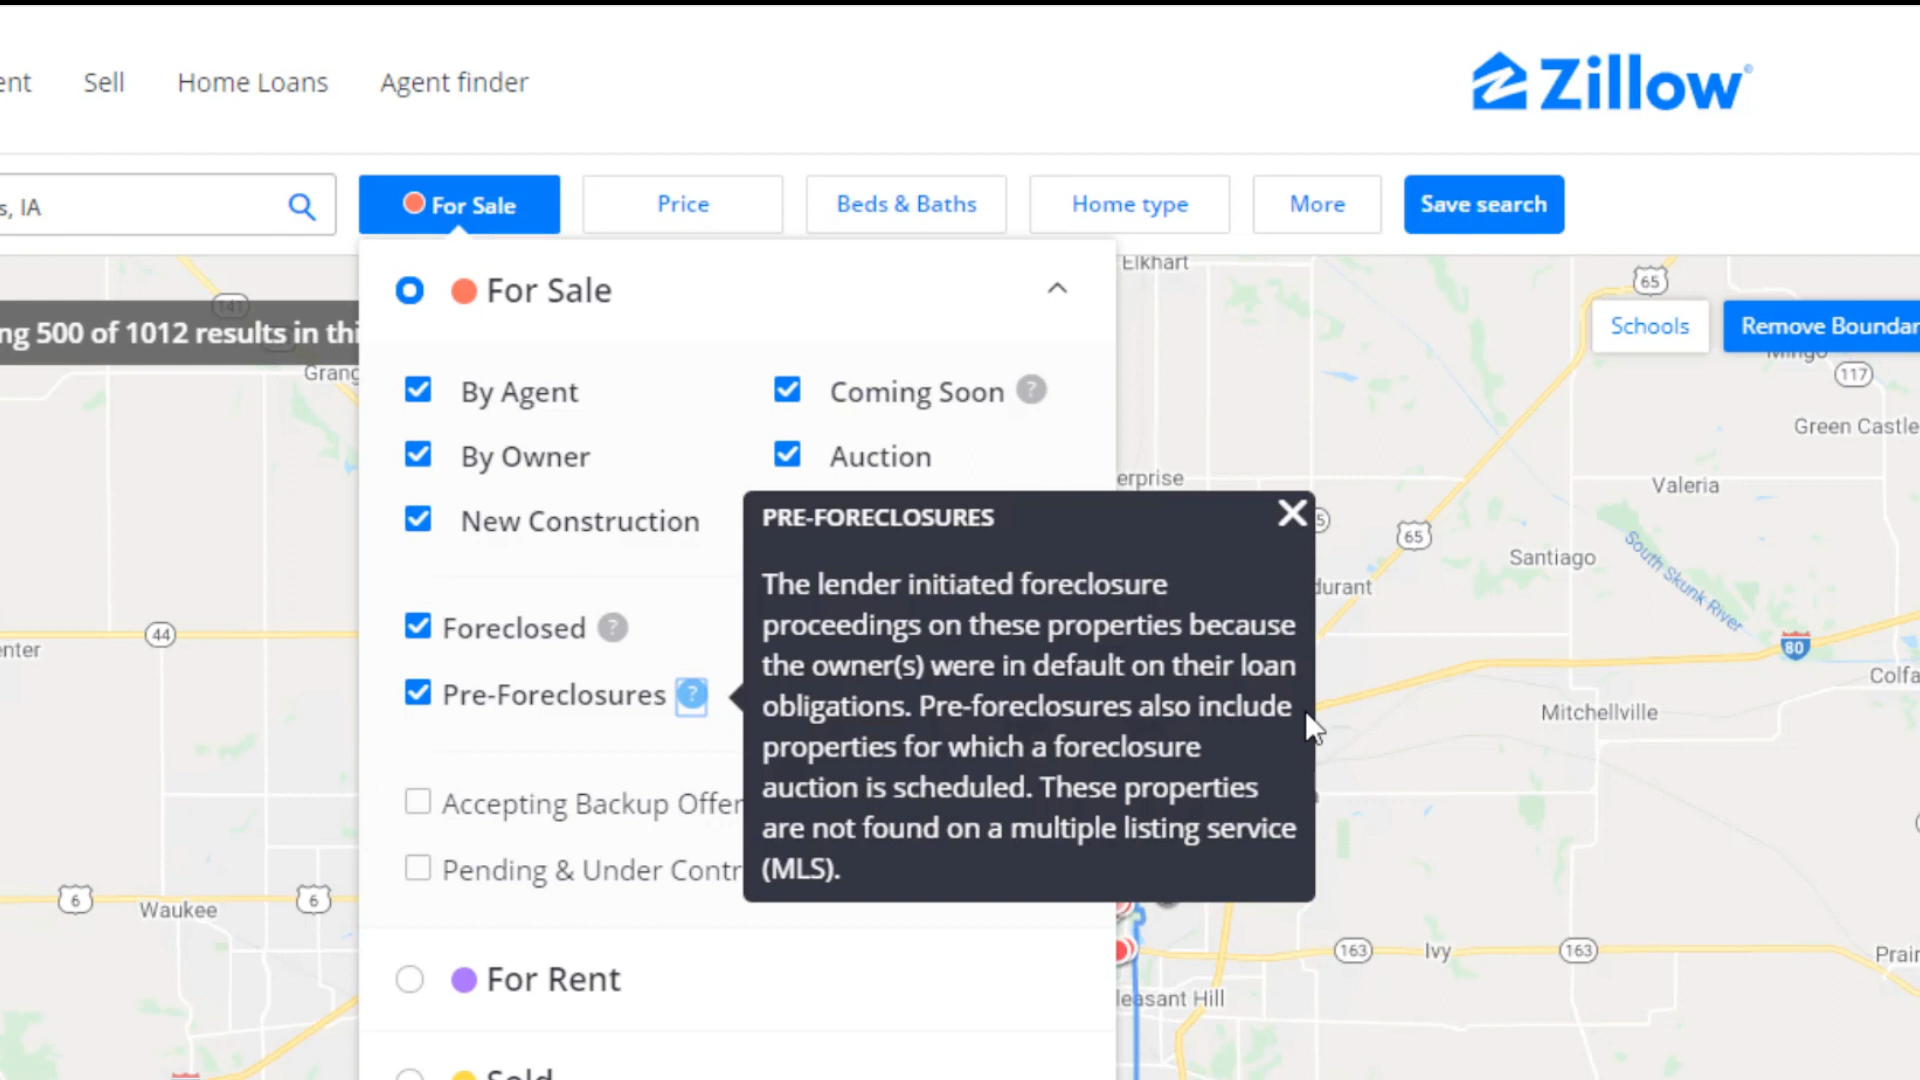 ent
Sell
Home Loans
Agent finder
Zillow
s, IA
For Sale
Price
Beds & Baths
Home type
More
Save search
For Sale
ng 500 of 1012 results in thi
By Agent
Coming Soon ?
By Owner
Auction
New Construction
Foreclosed ?
Pre-Foreclosures ?
PRE-FORECLOSURES
The lender initiated foreclosure
proceedings on these properties because
the owner(s) were in default on their loan
obligations. Pre-foreclosures also include
properties for which a foreclosure
auction is scheduled. These properties
are not found on a multiple listing service
(MLS).
Accepting Backup Offer
Pending & Under Contr
For Rent
Sold
Schools
Remove Boundar
Elkhart
65
141
Grang
Mingo
117
Green Castle
erprise
Valeria
5
65
Santiago
South Skunk River
durant
44
enter
80
Colfa
Mitchellville
6
Waukee
6
163
Ivy
163
Prair
leasant Hill